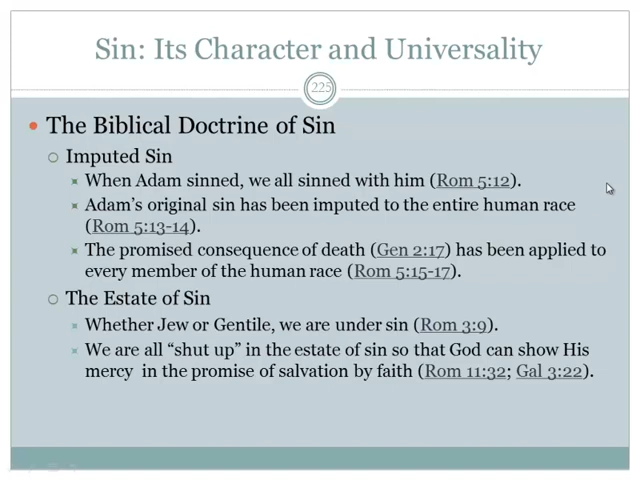 Sin: Its Character and Universality
225
The Biblical Doctrine of Sin
Imputed Sin
When Adam sinned, we all sinned with him (Rom 5:12).
Adam's original sin has been imputed to the entire human race
(Rom 5:13-14).
The promised consequence of death (Gen 2:17) has been applied to
every member of the human race (Rom 5:15-17).
The Estate of Sin
Whether Jew or Gentile, we are under sin (Rom 3:9).
We are all “shut up” in the estate of sin so that God can show His
mercy in the promise of salvation by faith (Rom 11:32; Gal 3:22).